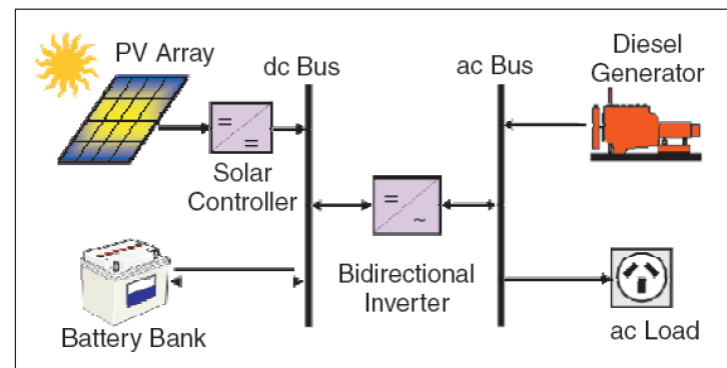 PV Array
dc Bus
ac Bus
Diesel
Generator
=
=
Solar
Controller
=
~
Bidirectional
Inverter
Battery Bank
ac Load